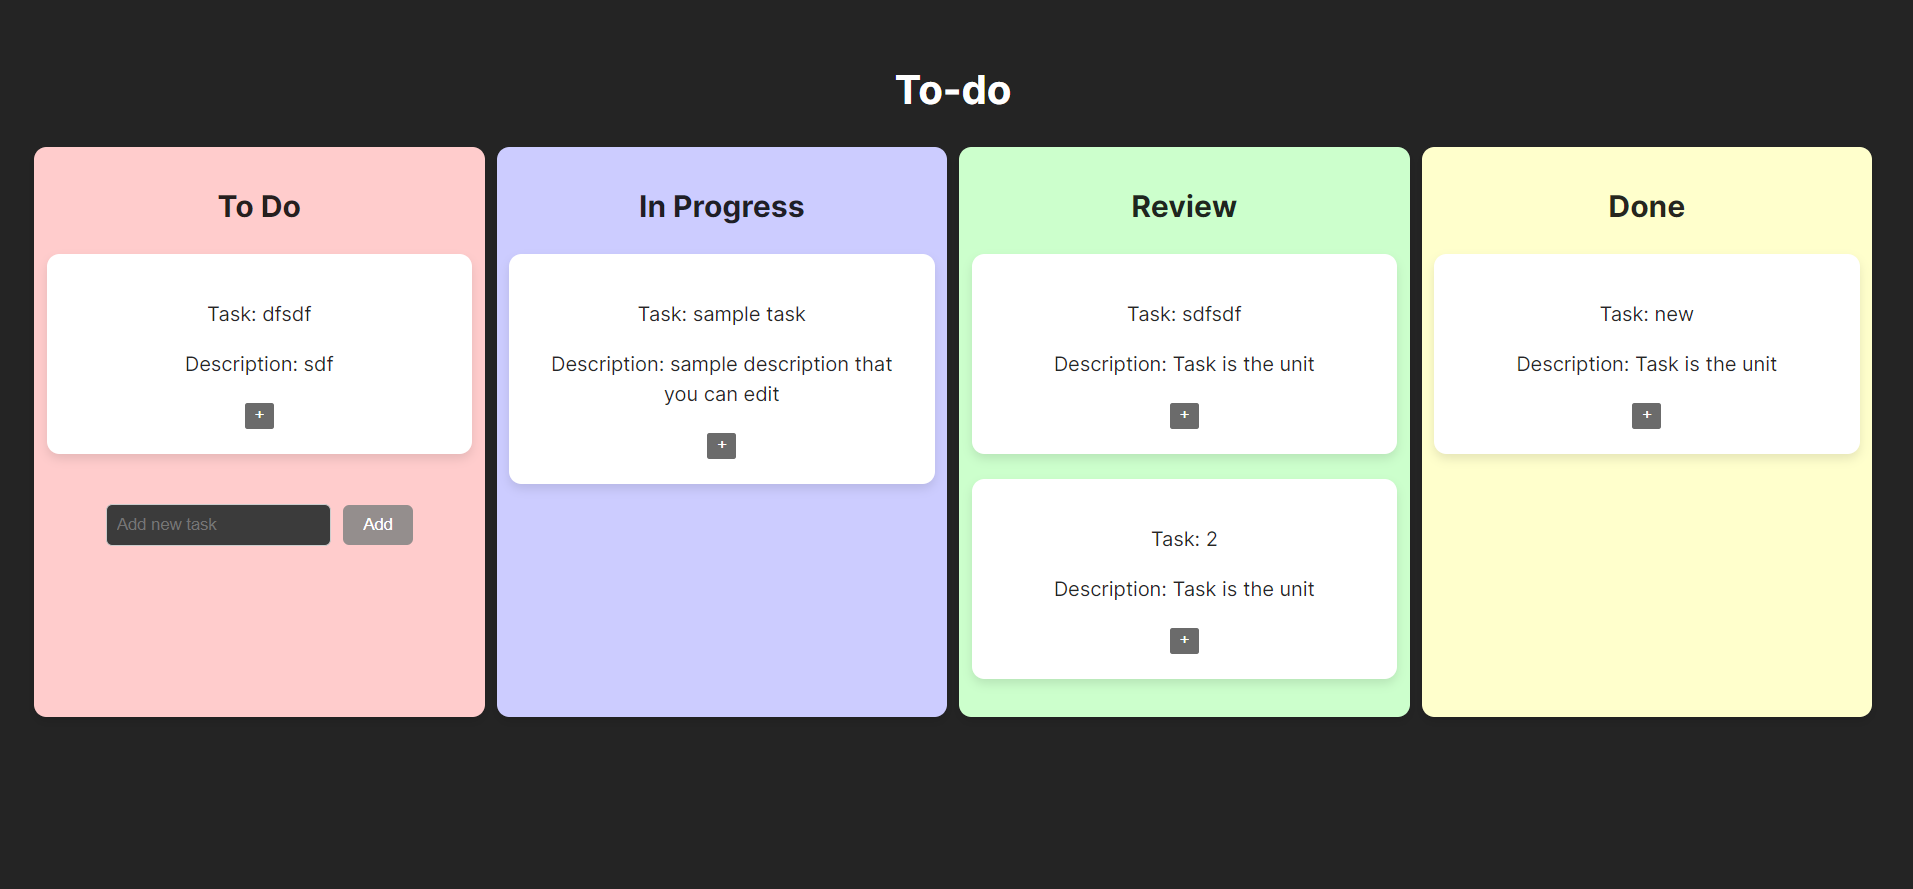 To-do
To Do
Task: dfsdf
Description: sdf
+
Add new task
Add
In Progress
Task: sample task
Description: sample description that
you can edit
+
Review
Task: sdfsdf
Description: Task is the unit
+
Task: 2
Description: Task is the unit
+
Done
Task: new
Description: Task is the unit
+